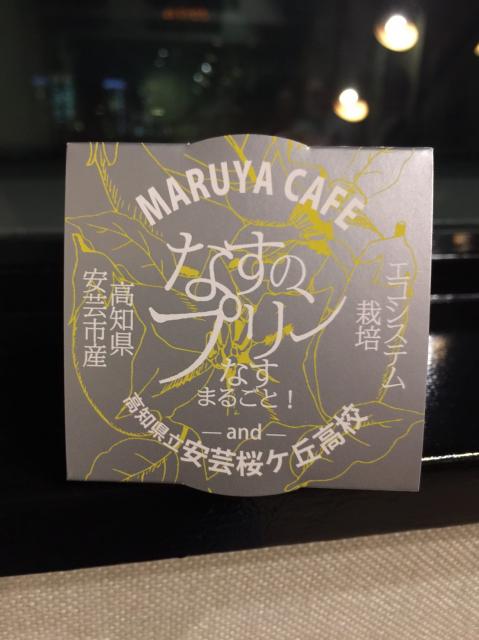 MARUYA CAFE
なすの
プリン
なす
まるごと！
高知県
安芸市産
エコシステム
栽培
— and —
高知県立安芸桜ケ丘高校